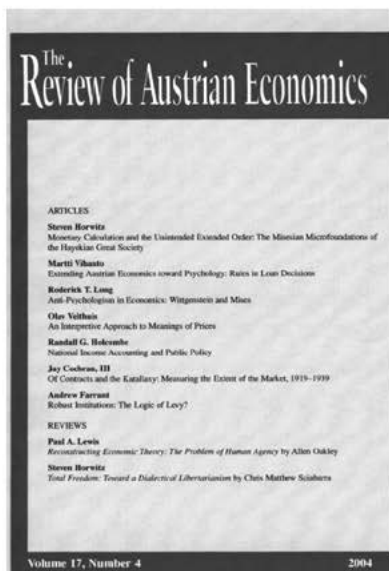 The
Review of Austrian Economics
ARTICLES
Steven Horwitz
Monetary Calculation and the Unintended Extended Order: The Misesian Microfoundations of
the Hayekian Great Society
Martti Vihanto
Extending Austrian Economics toward Psychology: Rules in Loan Decisions
Roderick T. Long
Anti-Psychologism in Economics: Wittgenstein and Mises
Olav Velthuis
An Interpretive Approach to Meanings of Prices
Randall G. Holcombe
National Income Accounting and Public Policy
Jay Cochran, III
Of Contracts and the Katallaxy: Measuring the Extent of the Market, 1919–1939
Andrew Farrant
Robust Institutions: The Logic of Levy?
REVIEWS
Paul A. Lewis
Reconstructing Economic Theory: The Problem of Human Agency by Allen Oakley
Steven Horwitz
Total Freedom: Toward a Dialectical Libertarianism by Chris Matthew Sciabarra
Volume 17, Number 4 2004